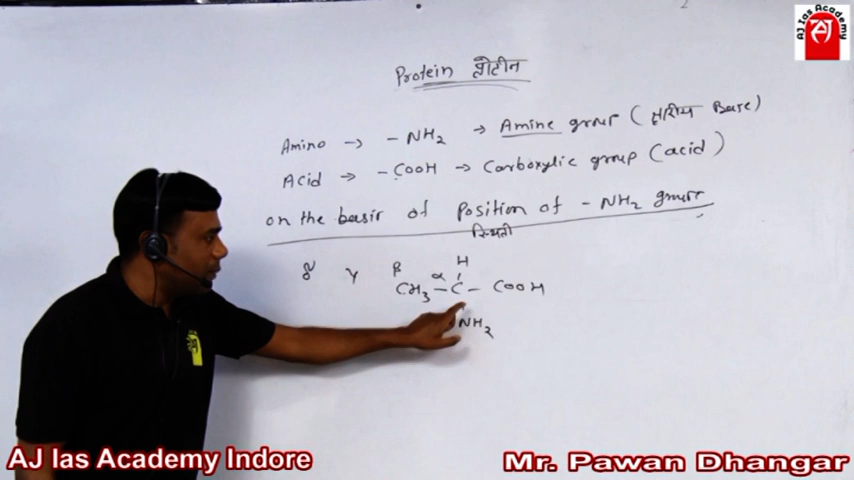 AJ Ias Academy
AJ
Protein प्रोटीन
Amino → - NH2 → Amine group ( क्षारीय Base )
Acid → - COOH → Carboxylic group (acid)
on the basis of Position of - NH2 group
स्थिती
H
δ γ β α
CH3 - C - COOH
NH2
AJ Ias Academy Indore
Mr. Pawan Dhangar